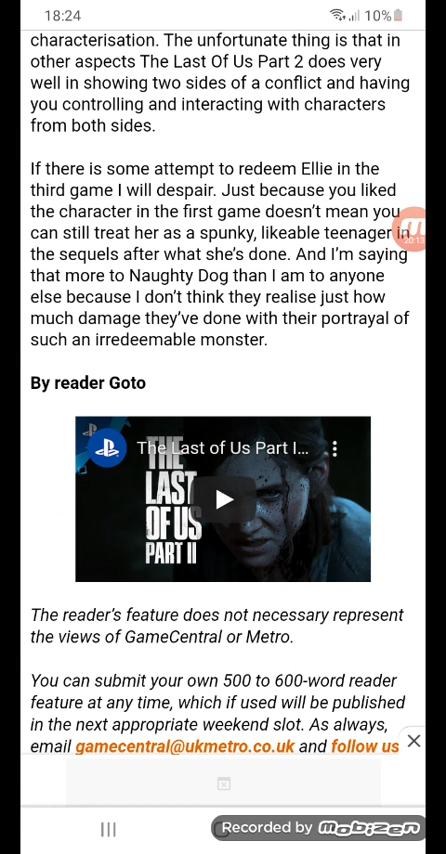 18:24
10%
characterisation. The unfortunate thing is that in
other aspects The Last Of Us Part 2 does very
well in showing two sides of a conflict and having
you controlling and interacting with characters
from both sides.
If there is some attempt to redeem Ellie in the
third game I will despair. Just because you liked
the character in the first game doesn’t mean you
can still treat her as a spunky, likeable teenager in
the sequels after what she’s done. And I’m saying
that more to Naughty Dog than I am to anyone
else because I don’t think they realise just how
much damage they’ve done with their portrayal of
such an irredeemable monster.
20:13
By reader Goto
The Last of Us Part I...
THE
LAST
OF US
PART II
The reader’s feature does not necessary represent
the views of GameCentral or Metro.
You can submit your own 500 to 600-word reader
feature at any time, which if used will be published
in the next appropriate weekend slot. As always,
email gamecentral@ukmetro.co.uk and follow us
Recorded by Mobizen